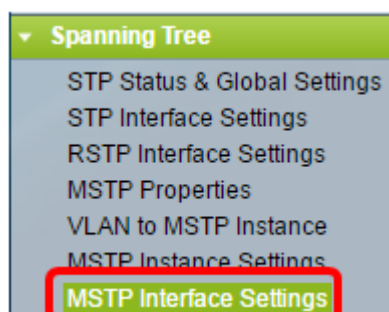 Spanning Tree
STP Status & Global Settings
STP Interface Settings
RSTP Interface Settings
MSTP Properties
VLAN to MSTP Instance
MSTP Instance Settings
MSTP Interface Settings